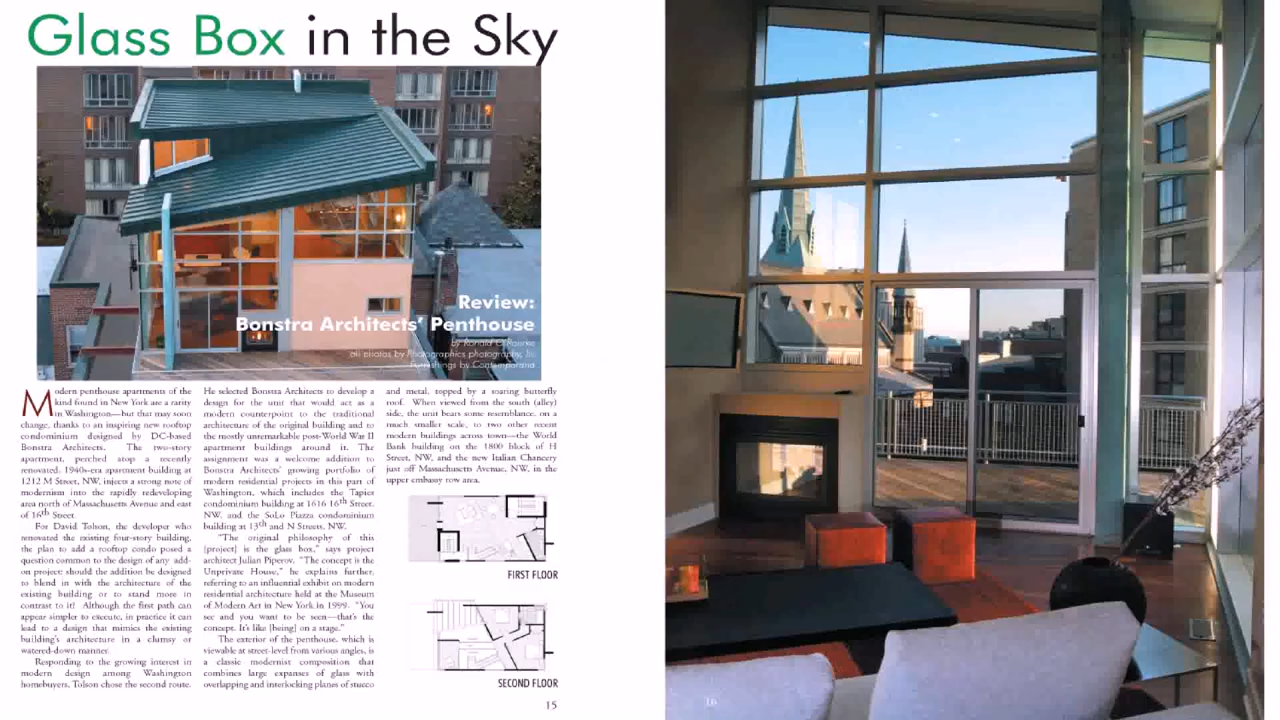 Glass Box in the Sky
Review:
Bonstra Architects' Penthouse
By Ronald O'Rourke
all photos by Photographics photography, llc
Furnishings by Contemporaria
Modern penthouse apartments of the
kind found in New York are a rarity
in Washington—but that may soon
change, thanks to an inspiring new rooftop
condominium designed by DC-based
Bonstra Architects. The two-story
apartment, perched atop a recently
renovated, 1940s-era apartment building at
1212 M Street, NW, injects a strong note of
modernism into the rapidly redeveloping
area north of Massachusetts Avenue and east
of 16th Street.
For David Tolson, the developer who
renovated the existing four-story building,
the plan to add a rooftop condo posed a
question common to the design of any add-
on project: should the addition be designed
to blend in with the architecture of the
existing building or to stand more in
contrast to it? Although the first path can
appear simpler to execute, in practice it can
lead to a design that mimics the existing
building's architecture in a clumsy or
watered-down manner.
Responding to the growing interest in
modern design among Washington
homebuyers, Tolson chose the second route.
He selected Bonstra Architects to develop a
design for the unit that would act as a
modern counterpoint to the traditional
architecture of the original building and to
the mostly unremarkable post-World War II
apartment buildings around it. The
assignment was a welcome addition to
Bonstra Architects' growing portfolio of
modern residential projects in this part of
Washington, which includes the Tapies
condominium building at 1616 16th Street,
NW, and the SoLo Piazza condominium
building at 13th and N Streets, NW.
"The original philosophy of this
[project] is the glass box," says project
architect Julian Piperov. "The concept is the
Unprivate House," he explains further,
referring to an influential exhibit on modern
residential architecture held at the Museum
of Modern Art in New York in 1999. "You
see and you want to be seen—that's the
concept. It's like [being] on a stage."
The exterior of the penthouse, which is
viewable at street-level from various angles, is
a classic modernist composition that
combines large expanses of glass with
overlapping and interlocking planes of stucco
and metal, topped by a soaring butterfly
roof. When viewed from the south (alley)
side, the unit bears some resemblance, on a
much smaller scale, to two other recent
modern buildings across town—the World
Bank building on the 1800 block of H
Street, NW, and the new Italian Chancery
just off Massachusetts Avenue, NW, in the
upper embassy row area.
FIRST FLOOR
SECOND FLOOR
15
16